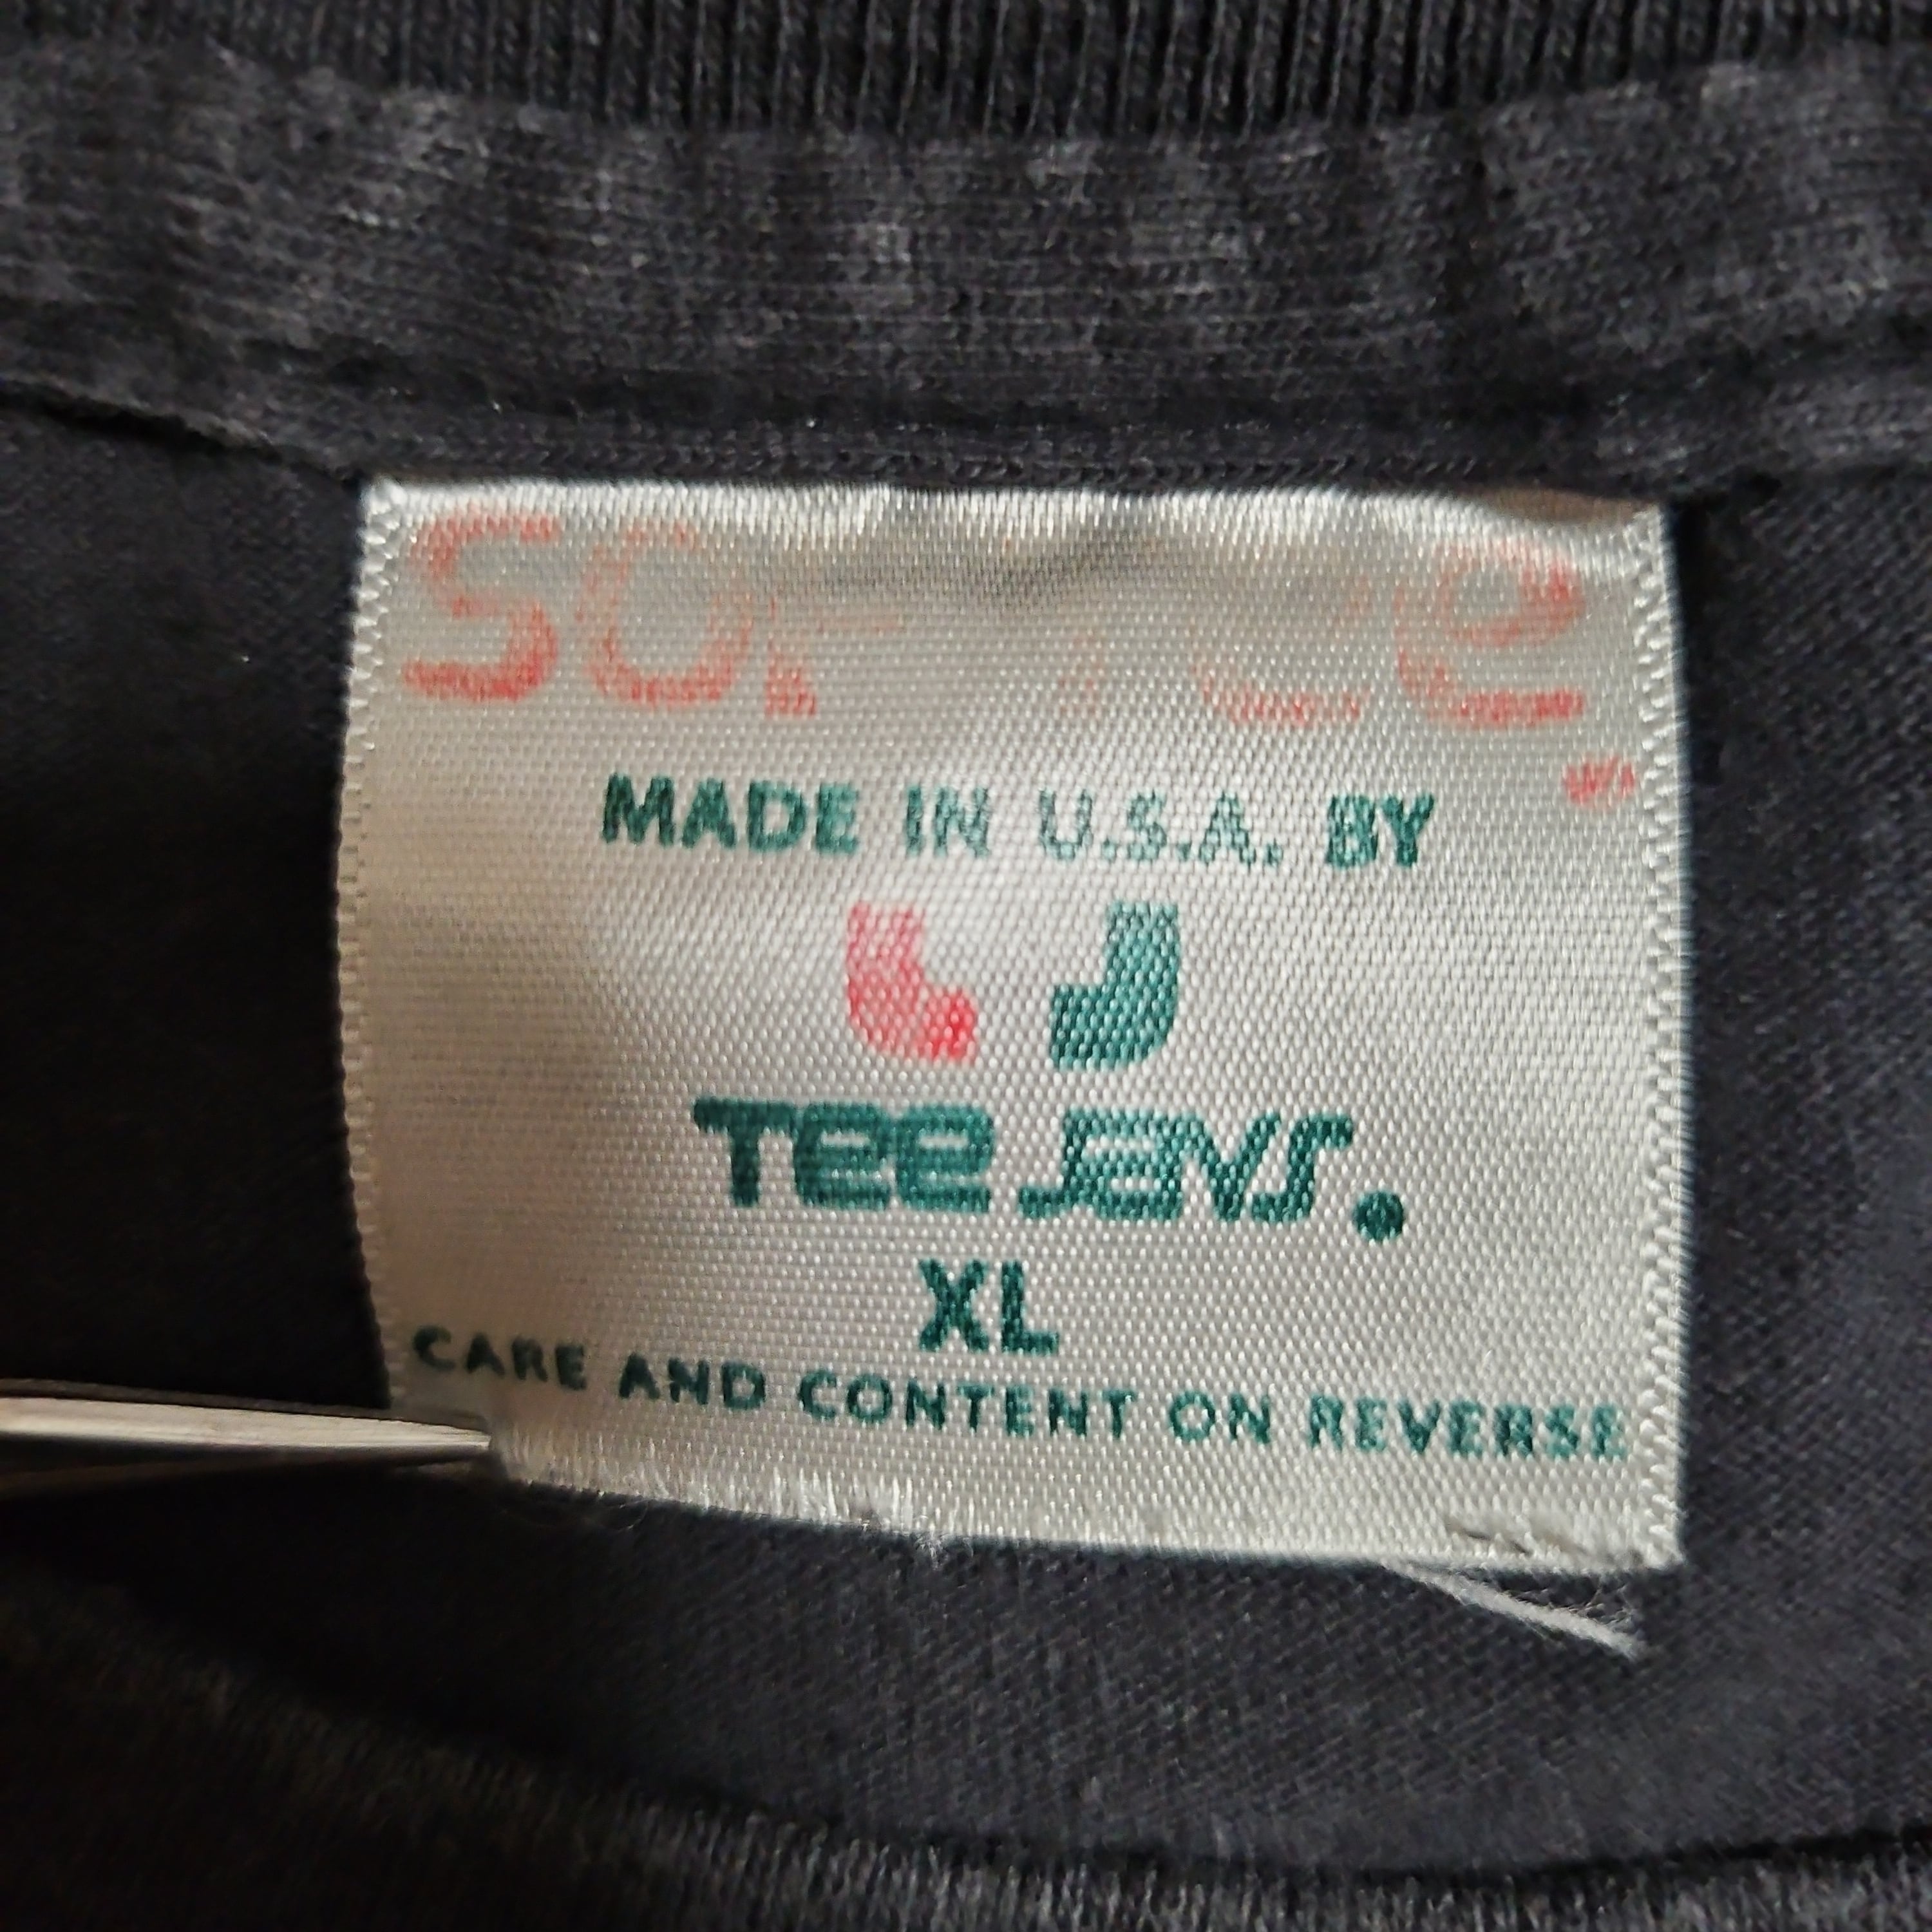 MADE IN U.S.A. BY
Tee Jays.
XL
CARE AND CONTENT ON REVERSE